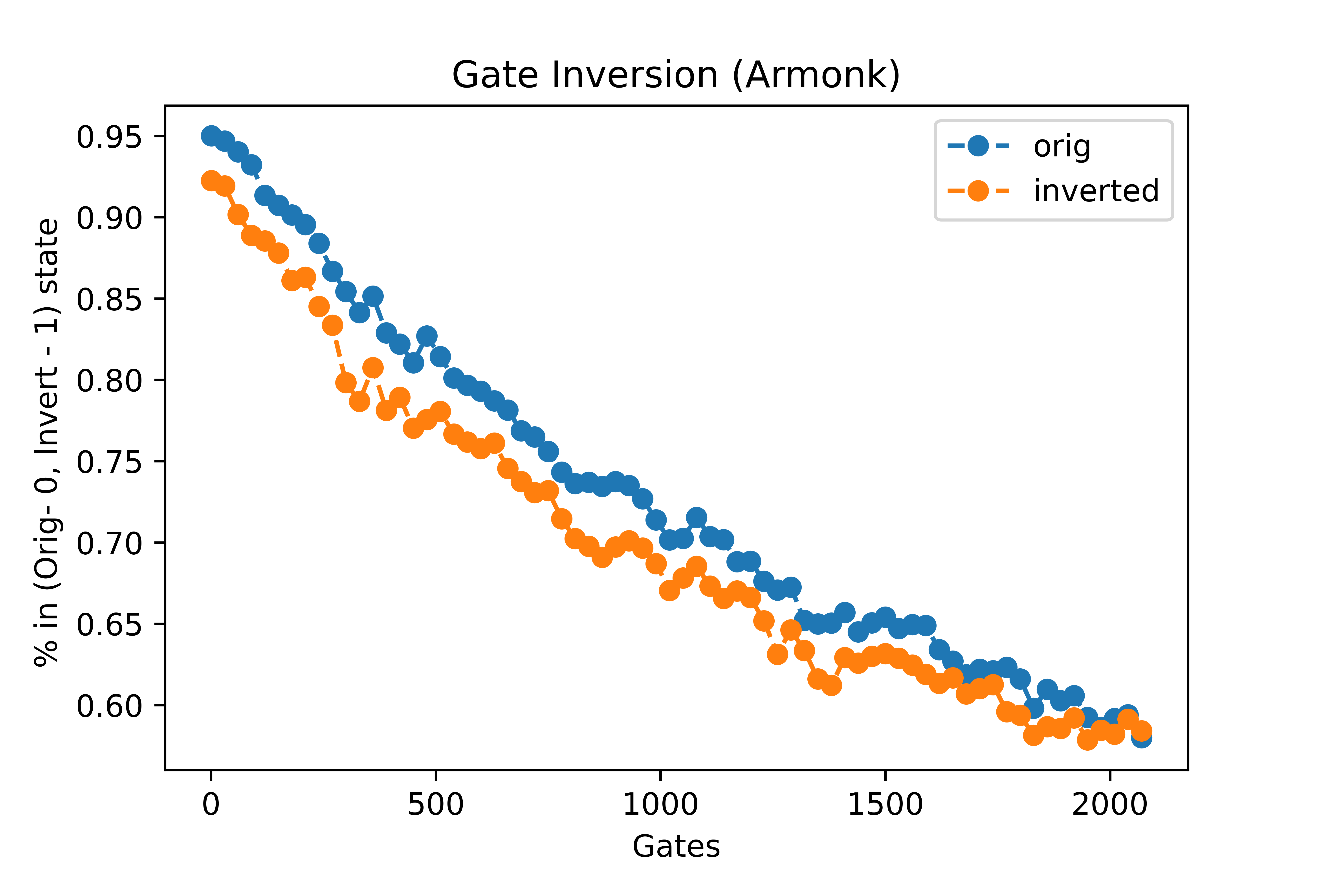 Gate Inversion (Armonk)
orig
inverted
% in (Orig- 0, Invert - 1) state
0.95
0.90
0.85
0.80
0.75
0.70
0.65
0.60
0 500 1000 1500 2000
Gates